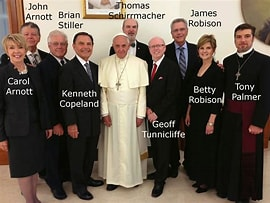 John
Arnott
Brian
Stiller
Thomas
Schirrmacher
James
Robison
Carol
Arnott
Kenneth
Copeland
Geoff
Tunnicliffe
Betty
Robison
Tony
Palmer